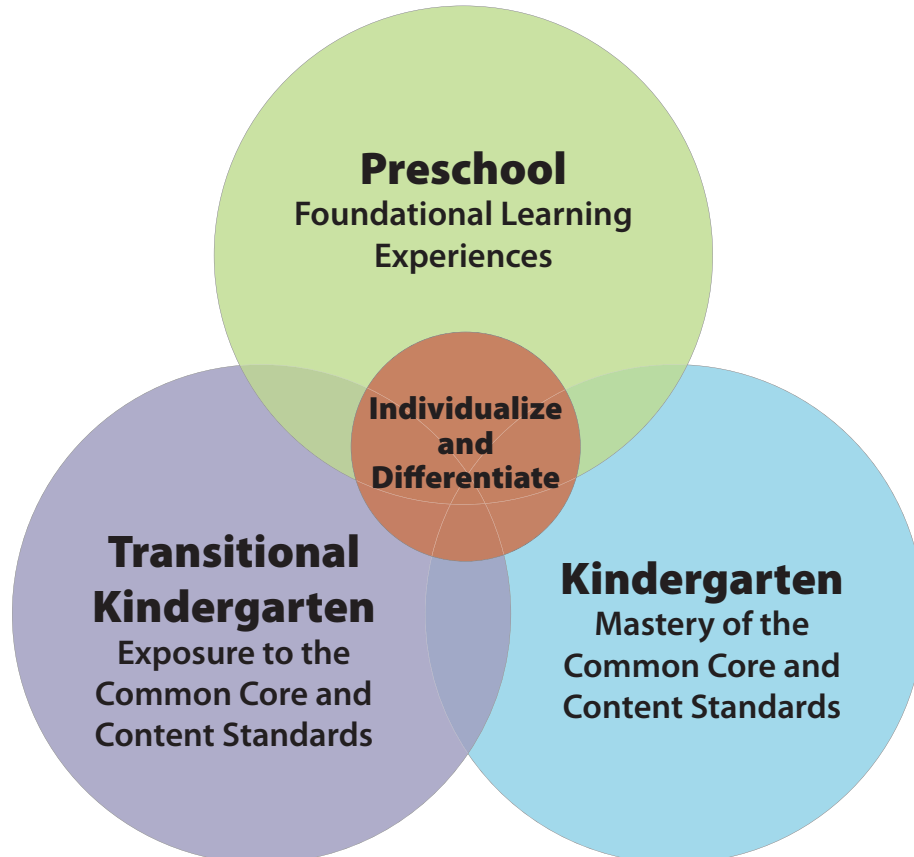 Preschool
Foundational Learning
Experiences
Individualize
and
Differentiate
Transitional
Kindergarten
Exposure to the
Common Core and
Content Standards
Kindergarten
Mastery of the
Common Core and
Content Standards